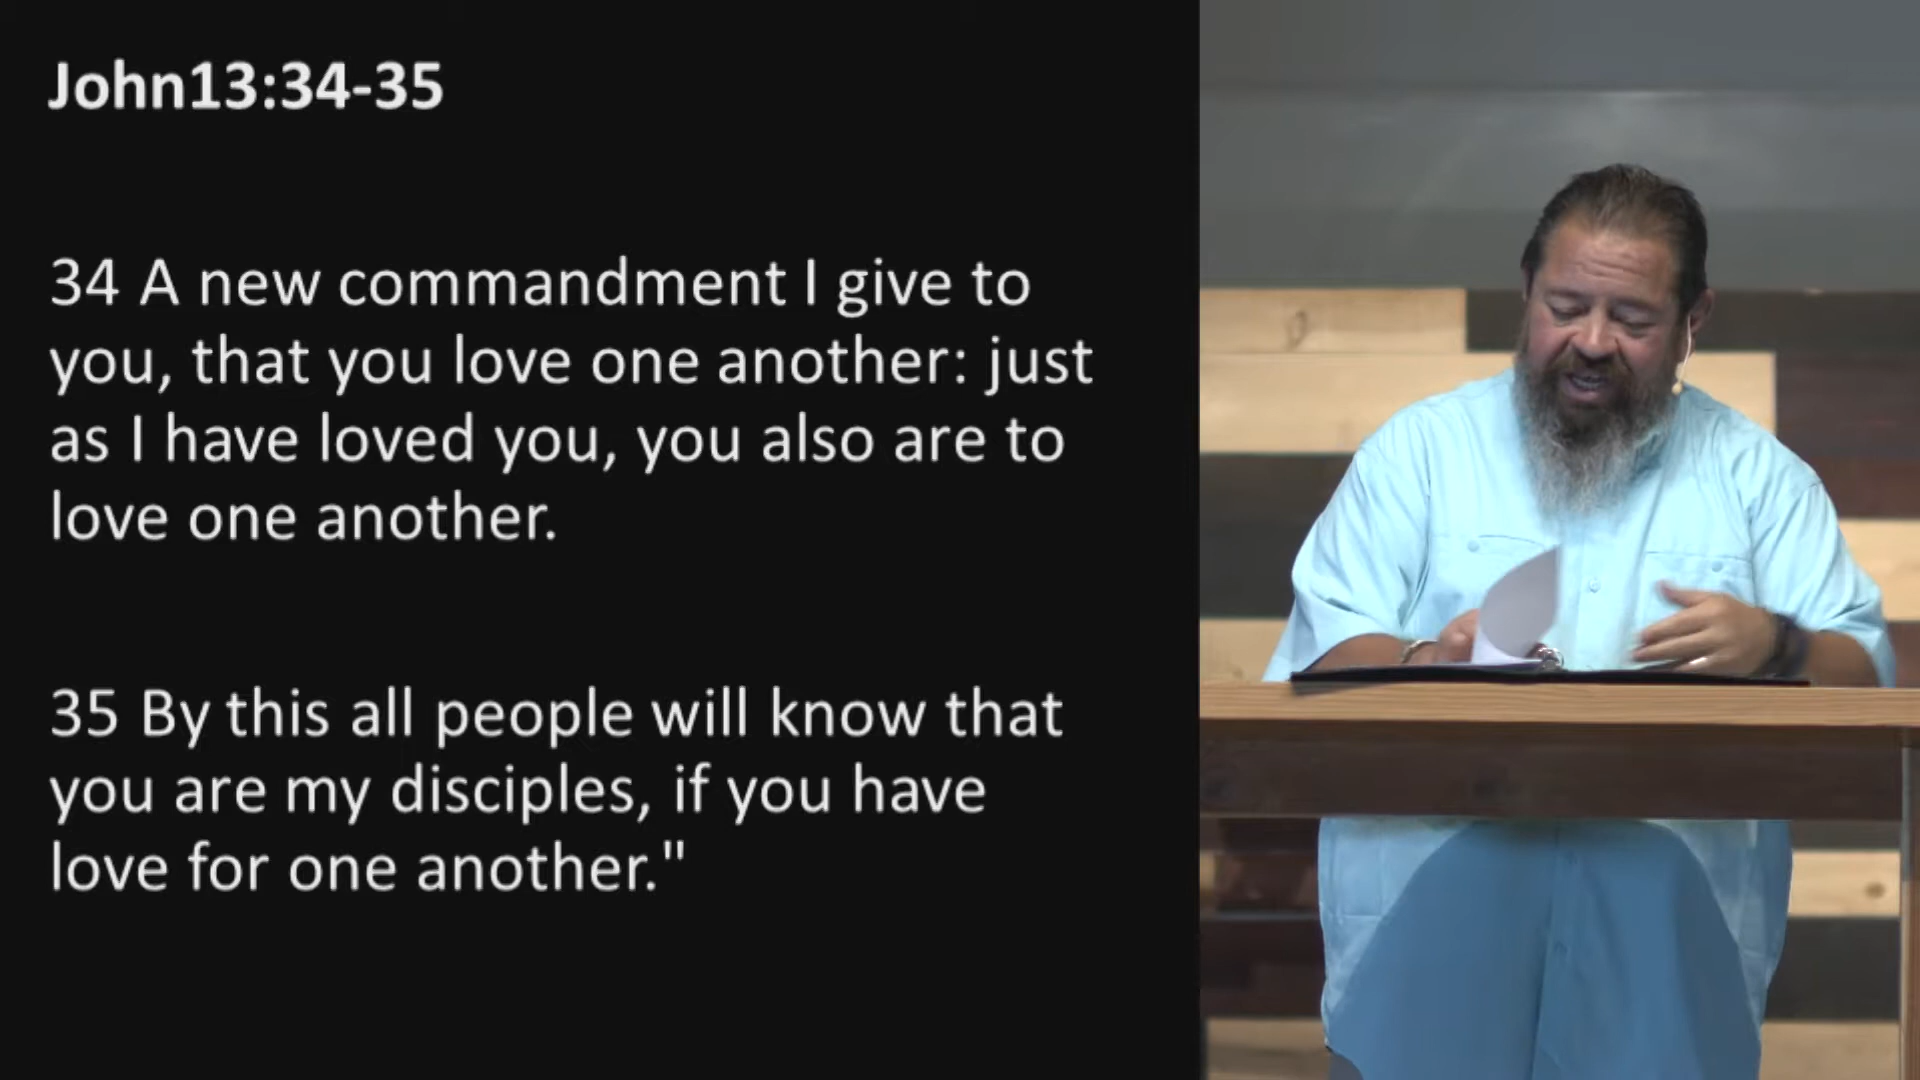 John13:34-35
34 A new commandment I give to
you, that you love one another: just
as I have loved you, you also are to
love one another.
35 By this all people will know that
you are my disciples, if you have
love for one another."